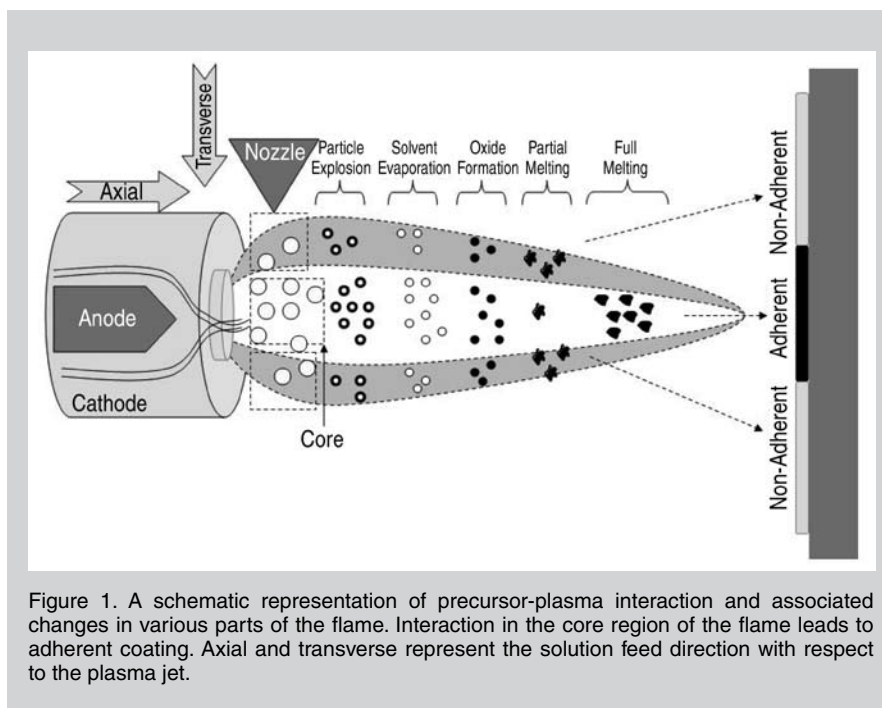 Transverse
Axial
Nozzle
Particle
Explosion
Solvent
Evaporation
Oxide
Formation
Partial
Melting
Full
Melting
Non-Adherent
Anode
Adherent
Cathode
Core
Non-Adherent
Figure 1. A schematic representation of precursor-plasma interaction and associated
changes in various parts of the flame. Interaction in the core region of the flame leads to
adherent coating. Axial and transverse represent the solution feed direction with respect
to the plasma jet.